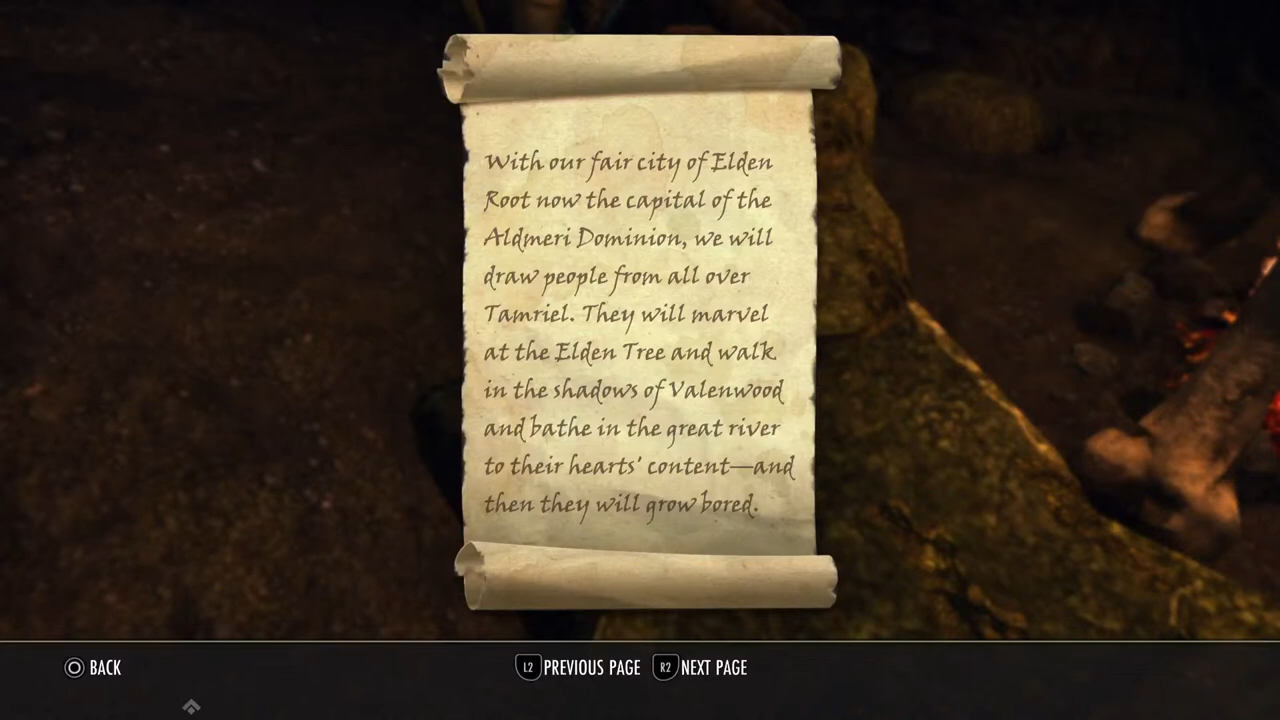 With our fair city of Elden
Root now the capital of the
Aldmeri Dominion, we will
draw people from all over
Tamriel. They will marvel
at the Elden Tree and walk
in the shadows of Valenwood
and bathe in the great river
to their hearts' content—and
then they will grow bored.
BACK
L2 PREVIOUS PAGE R2 NEXT PAGE